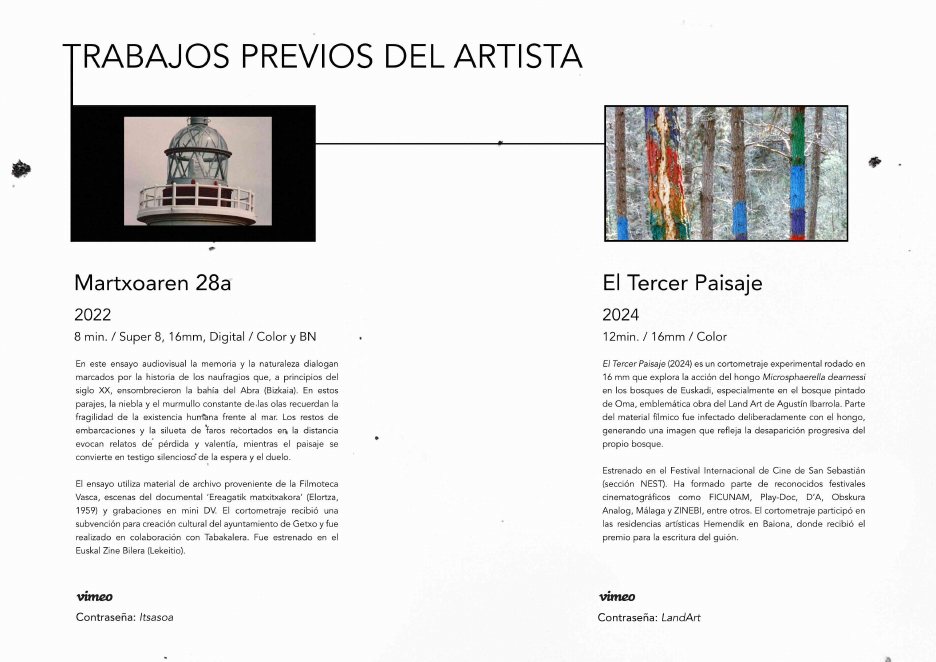 TRABAJOS PREVIOS DEL ARTISTA
Martxoaren 28a
2022
8 min. / Super 8, 16mm, Digital / Color y BN
En este ensayo audiovisual la memoria y la naturaleza dialogan
marcados por la historia de los naufragios que, a principios del
siglo XX, ensombrecieron la bahía del Abra (Bizkaia). En estos
parajes, la niebla y el murmullo constante de las olas recuerdan la
fragilidad de la existencia humana frente al mar. Los restos de
embarcaciones y la silueta de faros recortados en la distancia
evocan relatos de pérdida y valentía, mientras el paisaje se
convierte en testigo silencioso de la espera y el duelo.
El ensayo utiliza material de archivo proveniente de la Filmoteca
Vasca, escenas del documental ‘Ereagatik matxitxakora’ (Elortza,
1959) y grabaciones en mini DV. El cortometraje recibió una
subvención para creación cultural del ayuntamiento de Getxo y fue
realizado en colaboración con Tabakalera. Fue estrenado en el
Euskal Zine Bilera (Lekeitio).
vimeo
Contraseña: Itsasoa
El Tercer Paisaje
2024
12min. / 16mm / Color
El Tercer Paisaje (2024) es un cortometraje experimental rodado en
16 mm que explora la acción del hongo Microsphaerella dearnessi
en los bosques de Euskadi, especialmente en el bosque pintado
de Oma, emblemática obra del Land Art de Agustín Ibarrola. Parte
del material fílmico fue infectado deliberadamente con el hongo,
generando una imagen que refleja la desaparición progresiva del
propio bosque.
Estrenado en el Festival Internacional de Cine de San Sebastián
(sección NEST). Ha formado parte de reconocidos festivales
cinematográficos como FICUNAM, Play-Doc, D’A, Obskura
Analog, Málaga y ZINEBI, entre otros. El cortometraje participó en
las residencias artísticas Hemendik en Baiona, donde recibió el
premio para la escritura del guión.
vimeo
Contraseña: LandArt